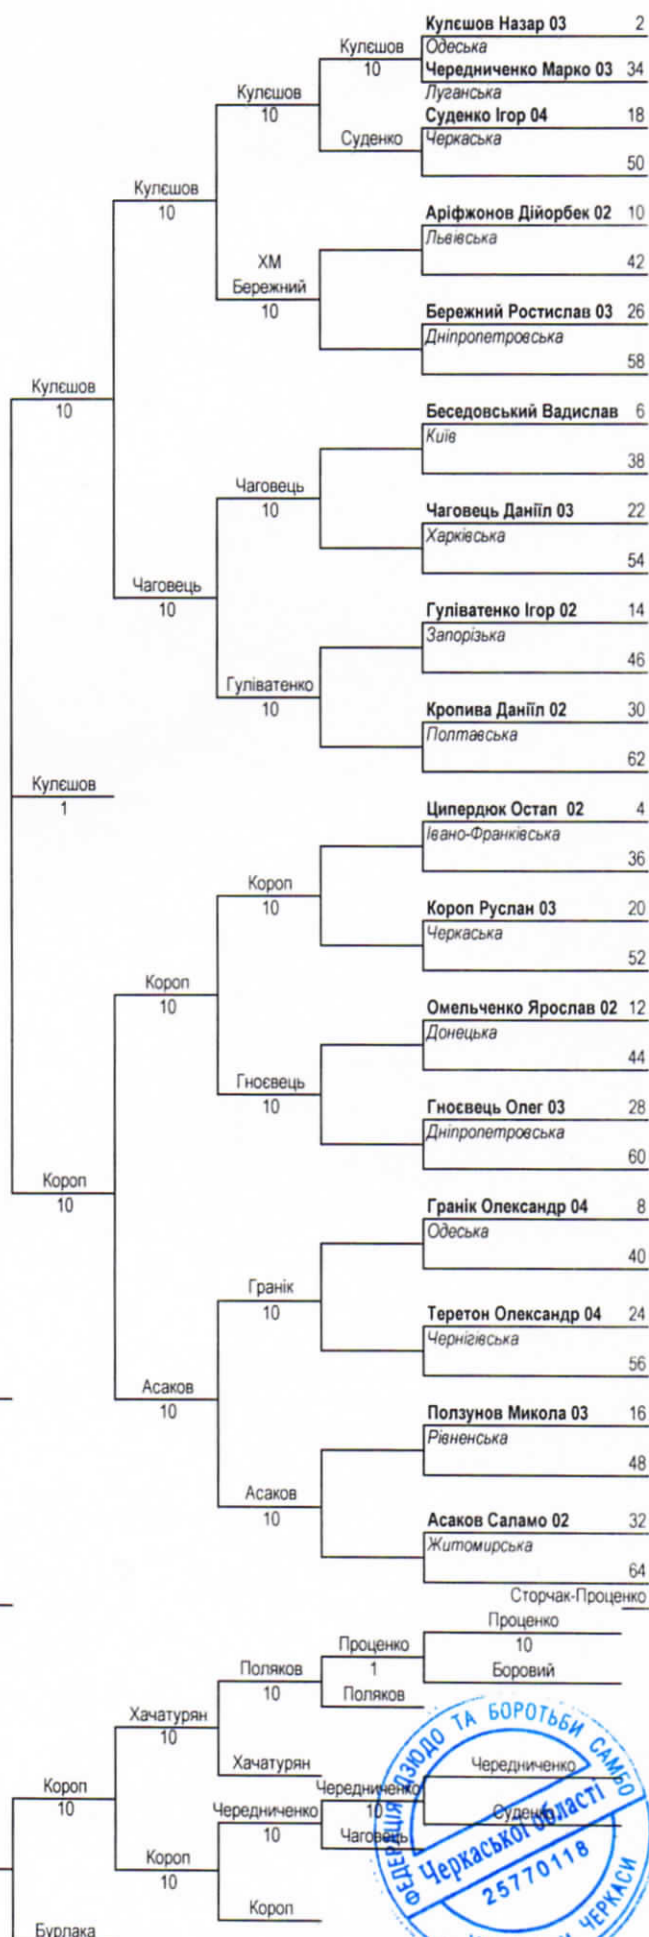 Кулєшов Назар 03 2
Кулєшов
10
Одеська
Чередниченко Марко 03 34
Кулєшов
10
Луганська
Суденко Ігор 04 18
Суденко
Черкаська
50
Кулєшов
10
Аріфжонов Дійорбек 02 10
Львівська
42
ХМ
Бережний
10
Бережний Ростислав 03 26
Дніпропетровська
58
Кулєшов
10
Беседовський Вадислав 6
Київ
38
Чаговець
10
Чаговець Даніїл 03 22
Харківська
54
Чаговець
10
Гуліватенко Ігор 02 14
Запорізька
46
Гуліватенко
10
Кропива Даніїл 02 30
Полтавська
62
Кулєшов
1
Ципердюк Остап 02 4
Івано-Франківська
36
Короп
10
Короп Руслан 03 20
Черкаська
52
Короп
10
Омельченко Ярослав 02 12
Донецька
44
Гноєвець
10
Гноєвець Олег 03 28
Дніпропетровська
60
Короп
10
Гранік Олександр 04 8
Одеська
40
Гранік
10
Теретон Олександр 04 24
Чернігівська
56
Асаков
10
Ползунов Микола 03 16
Рівненська
48
Асаков
10
Асаков Саламо 02 32
Житомирська
64
Сторчак-Проценко
Проценко
10
Проценко
1
Боровий
Поляков
10
Поляков
Хачатурян
10
Хачатурян
Чередниченко
Короп
10
Чередниченко
10
Чередниченко
10
Суденко
Чаговець
Короп
10
Короп
Бурлака
ФЕДЕРАЦІЯ ДЗЮДО ТА БОРОТЬБИ САМБО
Черкаської області
25770118
ЧЕРКАСИ